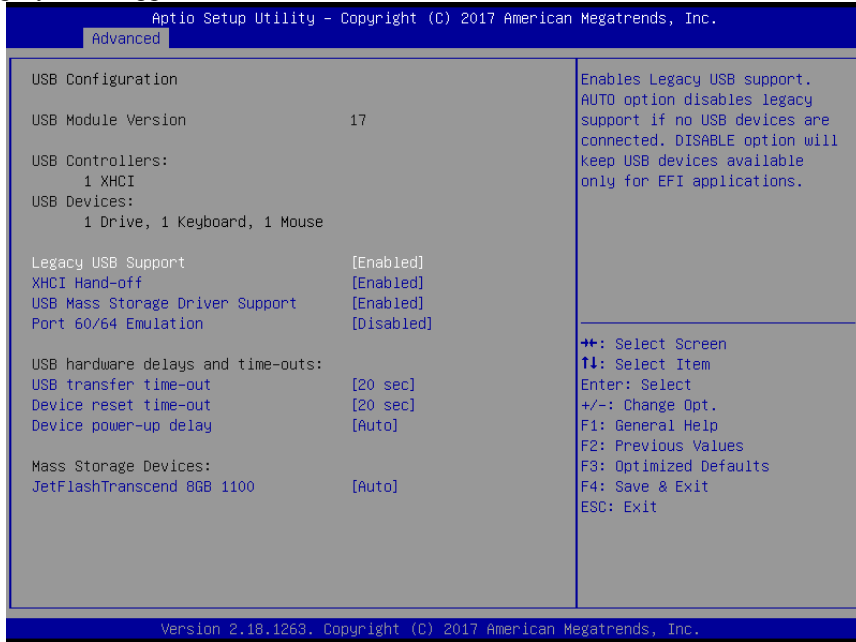 Aptio Setup Utility – Copyright (C) 2017 American Megatrends, Inc.
Advanced
USB Configuration
USB Module Version 17
USB Controllers:
1 XHCI
USB Devices:
1 Drive, 1 Keyboard, 1 Mouse
Legacy USB Support [Enabled]
XHCI Hand-off [Enabled]
USB Mass Storage Driver Support [Enabled]
Port 60/64 Emulation [Disabled]
USB hardware delays and time-outs:
USB transfer time-out [20 sec]
Device reset time-out [20 sec]
Device power-up delay [Auto]
Mass Storage Devices:
JetFlashTranscend 8GB 1100 [Auto]
Enables Legacy USB support.
AUTO option disables legacy
support if no USB devices are
connected. DISABLE option will
keep USB devices available
only for EFI applications.
→←: Select Screen
↑↓: Select Item
Enter: Select
+/-: Change Opt.
F1: General Help
F2: Previous Values
F3: Optimized Defaults
F4: Save & Exit
ESC: Exit
Version 2.18.1263. Copyright (C) 2017 American Megatrends, Inc.